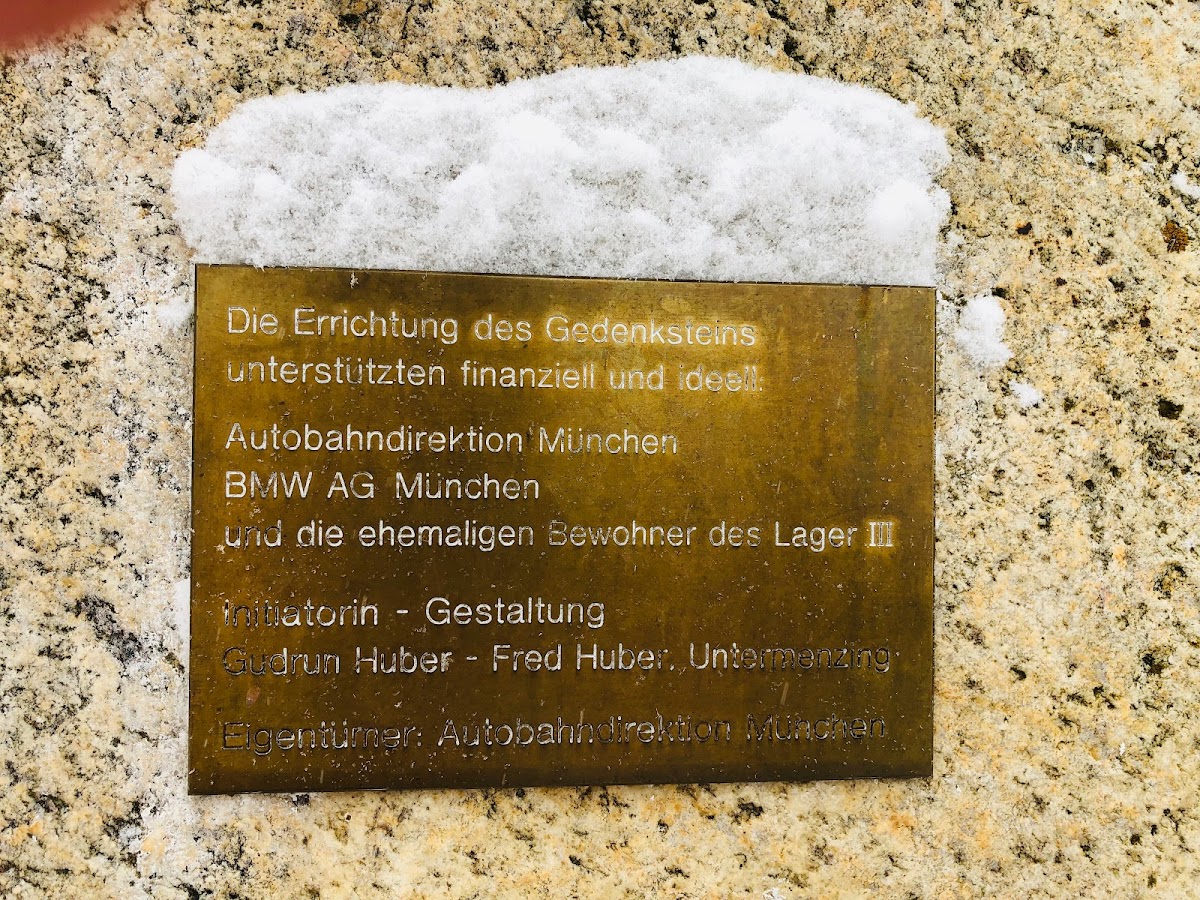 Die Errichtung des Gedenksteins
unterstützten finanziell und ideell:
Autobahndirektion München
BMW AG München
und die ehemaligen Bewohner des Lager III
Initiatorin - Gestaltung
Gudrun Huber - Fred Huber, Untermenzing
Eigentümer: Autobahndirektion München